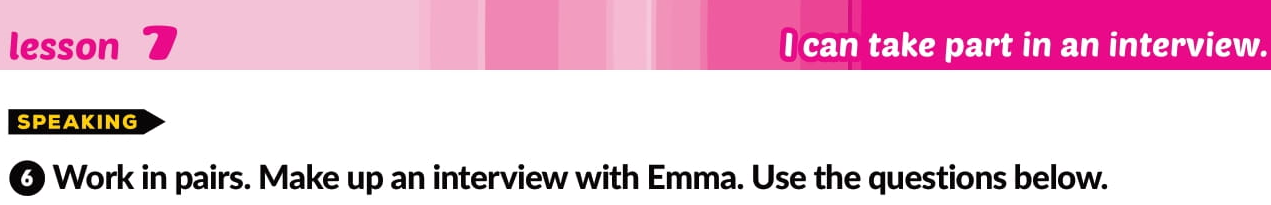 lesson 7
I can take part in an interview.
SPEAKING
6 Work in pairs. Make up an interview with Emma. Use the questions below.